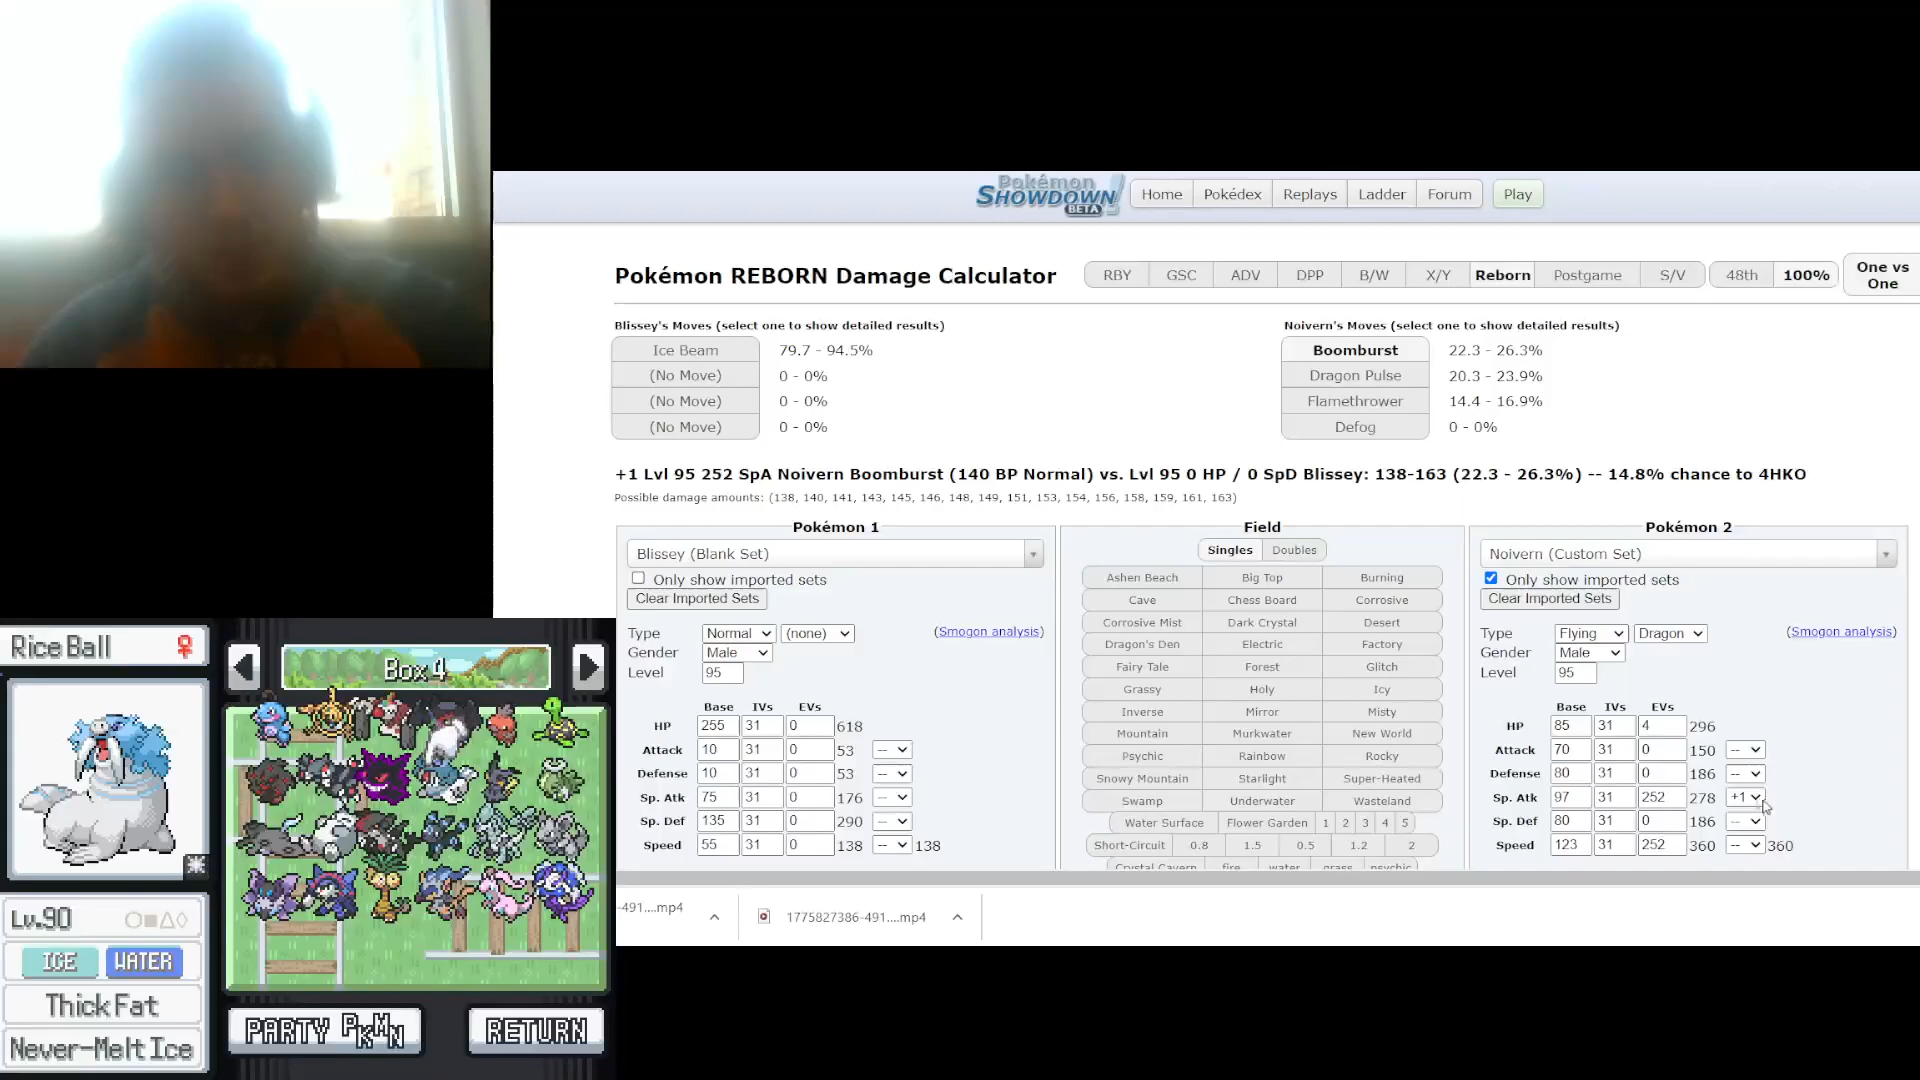 Pokémon
SHOWDOWN
BETA
Home
Pokédex
Replays
Ladder
Forum
Play
Pokémon REBORN Damage Calculator
RBY
GSC
ADV
DPP
B/W
X/Y
Reborn
Postgame
S/V
48th
100%
One vs
One
Blissey's Moves (select one to show detailed results)
Ice Beam 79.7 - 94.5%
(No Move) 0 - 0%
(No Move) 0 - 0%
(No Move) 0 - 0%
Noivern's Moves (select one to show detailed results)
Boomburst 22.3 - 26.3%
Dragon Pulse 20.3 - 23.9%
Flamethrower 14.4 - 16.9%
Defog 0 - 0%
+1 Lvl 95 252 SpA Noivern Boomburst (140 BP Normal) vs. Lvl 95 0 HP / 0 SpD Blissey: 138-163 (22.3 - 26.3%) -- 14.8% chance to 4HKO
Possible damage amounts: (138, 140, 141, 143, 145, 146, 148, 149, 151, 153, 154, 156, 158, 159, 161, 163)
Pokémon 1
Blissey (Blank Set)
Only show imported sets
Clear Imported Sets
Type Normal (none) (Smogon analysis)
Gender Male
Level 95
Base IVs EVs
HP 255 31 0 618
Attack 10 31 0 53 --
Defense 10 31 0 53 --
Sp. Atk 75 31 0 176 --
Sp. Def 135 31 0 290 --
Speed 55 31 0 138 -- 138
Field
Singles Doubles
Ashen Beach Big Top Burning
Cave Chess Board Corrosive
Corrosive Mist Dark Crystal Desert
Dragon's Den Electric Factory
Fairy Tale Forest Glitch
Grassy Holy Icy
Inverse Mirror Misty
Mountain Murkwater New World
Psychic Rainbow Rocky
Snowy Mountain Starlight Super-Heated
Swamp Underwater Wasteland
Water Surface Flower Garden 1 2 3 4 5
Short-Circuit 0.8 1.5 0.5 1.2 2
Crystal Cavern fire water grass psychic
Pokémon 2
Noivern (Custom Set)
Only show imported sets
Clear Imported Sets
Type Flying Dragon (Smogon analysis)
Gender Male
Level 95
Base IVs EVs
HP 85 31 4 296
Attack 70 31 0 150 --
Defense 80 31 0 186 --
Sp. Atk 97 31 252 278 +1
Sp. Def 80 31 0 186 --
Speed 123 31 252 360 -- 360
-491....mp4
1775827386-491....mp4
Rice Ball ♀
Box 4
Lv.90
ICE WATER
Thick Fat
Never-Melt Ice
PARTY PKMN
RETURN